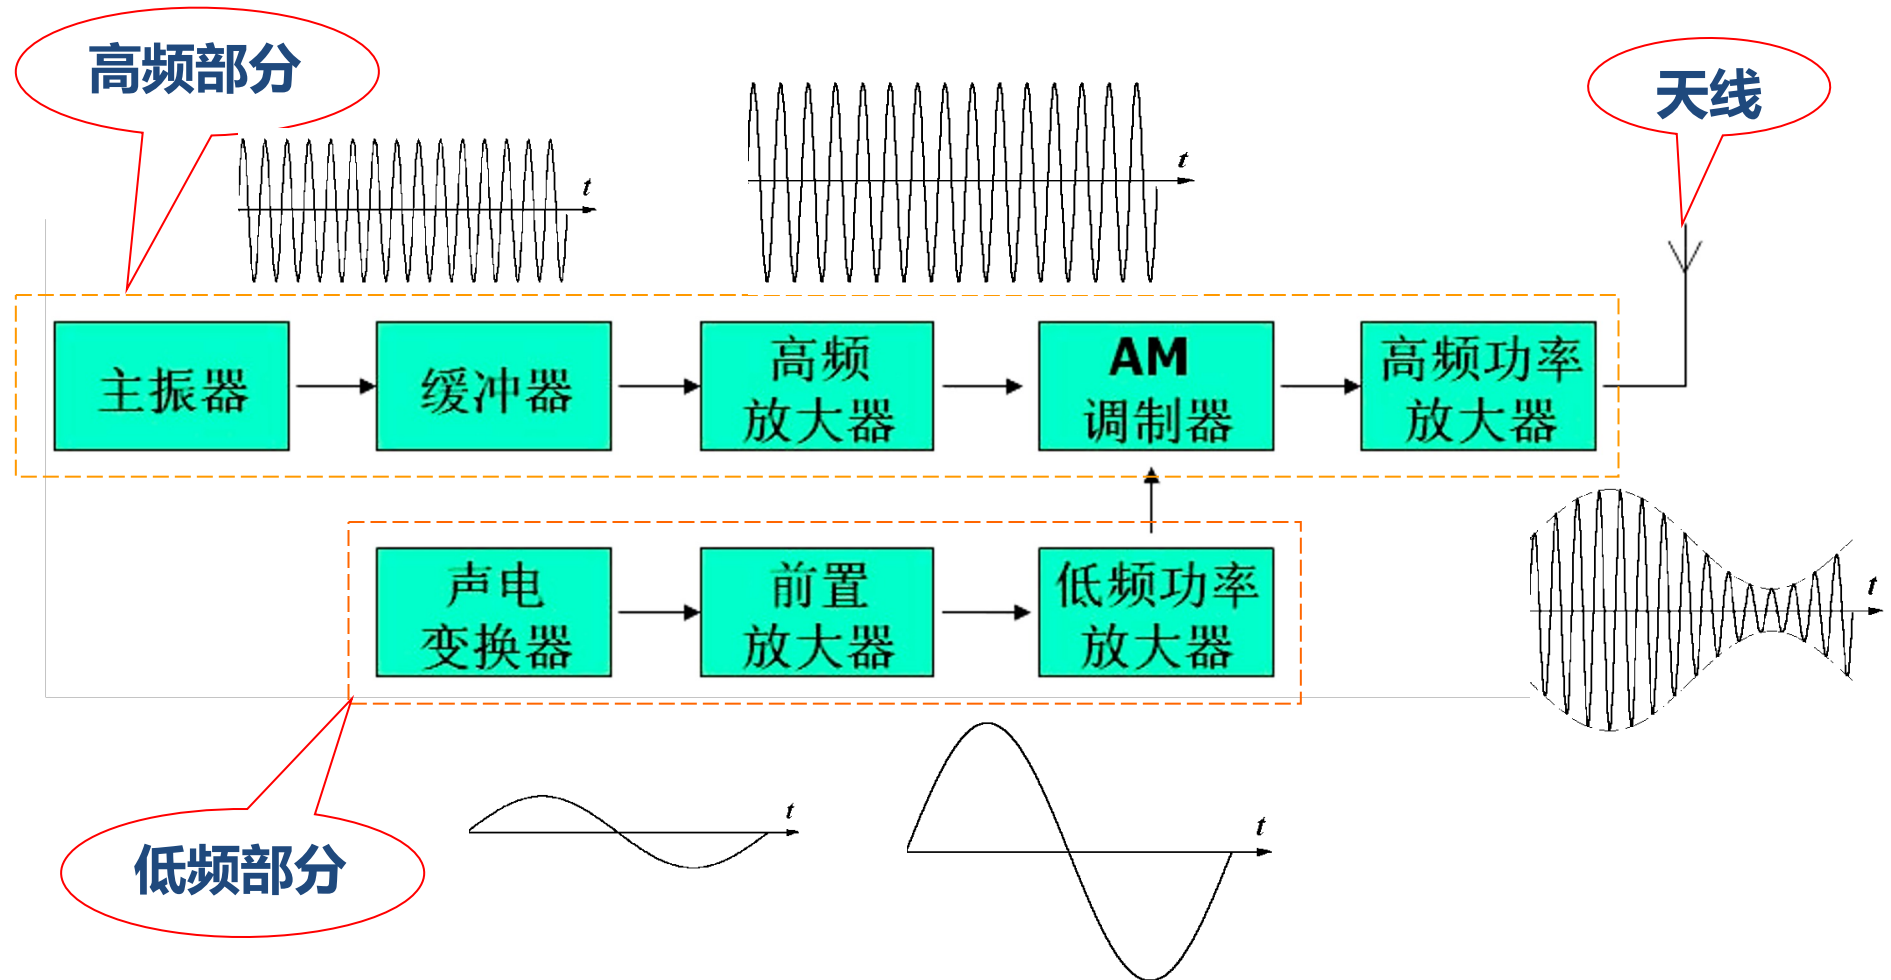 高频部分
天线
t
t
主振器
缓冲器
高频
放大器
AM
调制器
高频功率
放大器
声电
变换器
前置
放大器
低频功率
放大器
t
t
t
低频部分